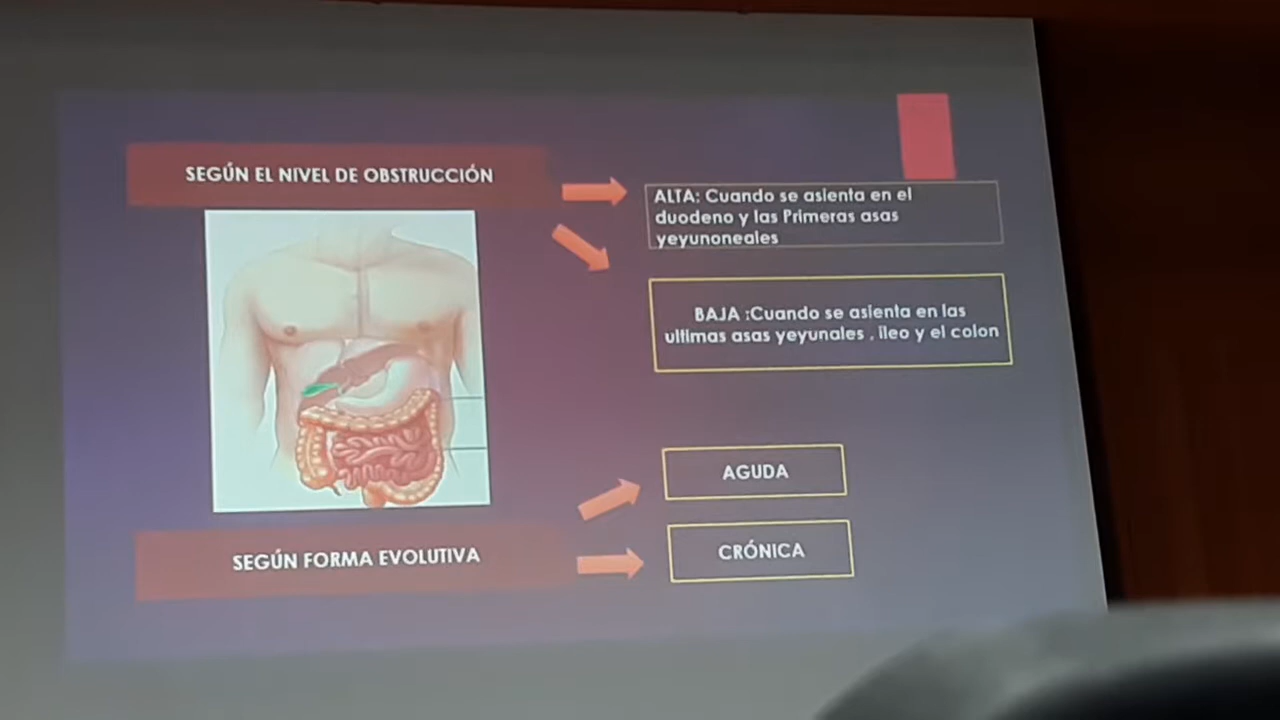 SEGÚN EL NIVEL DE OBSTRUCCIÓN
ALTA: Cuando se asienta en el
duodeno y las Primeras asas
yeyunoneales
BAJA :Cuando se asienta en las
ultimas asas yeyunales , íleo y el colon
SEGÚN FORMA EVOLUTIVA
AGUDA
CRÓNICA